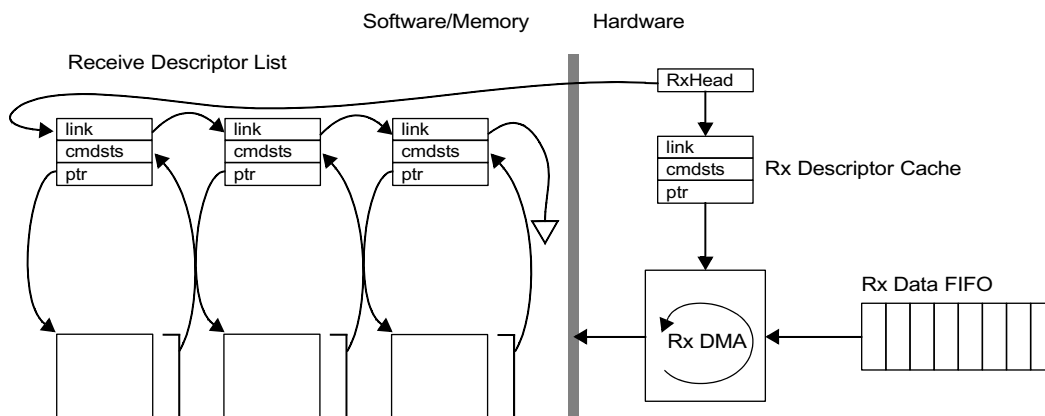 Software/Memory
Hardware
Receive Descriptor List
RxHead
link
cmdsts
ptr
link
cmdsts
ptr
link
cmdsts
ptr
link
cmdsts
ptr
Rx Descriptor Cache
Rx Data FIFO
Rx DMA